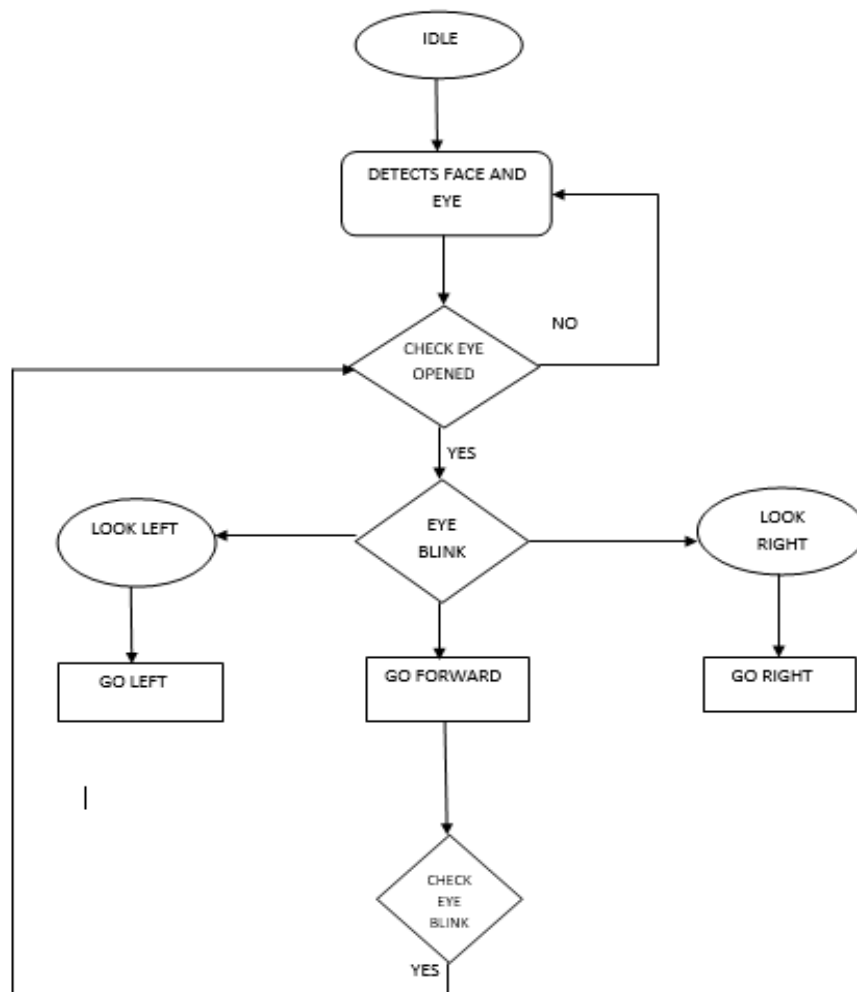 IDLE
DETECTS FACE AND
EYE
NO
CHECK EYE
OPENED
YES
LOOK LEFT
EYE
BLINK
LOOK
RIGHT
GO LEFT
GO FORWARD
GO RIGHT
CHECK
EYE
BLINK
YES